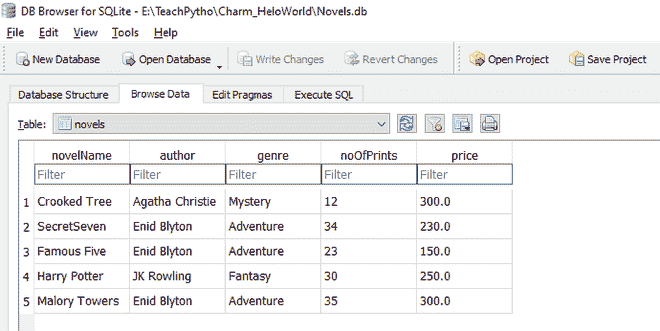 DB Browser for SQLite - E:\TeachPytho\Charm_HeloWorld\Novels.db
File Edit View Tools Help
New Database Open Database Write Changes Revert Changes Open Project Save Project
Database Structure Browse Data Edit Pragmas Execute SQL
Table: novels
novelName author genre noOfPrints price
Filter Filter Filter Filter Filter
1 Crooked Tree Agatha Christie Mystery 12 300.0
2 SecretSeven Enid Blyton Adventure 34 230.0
3 Famous Five Enid Blyton Adventure 23 150.0
4 Harry Potter JK Rowling Fantasy 30 250.0
5 Malory Towers Enid Blyton Adventure 35 300.0